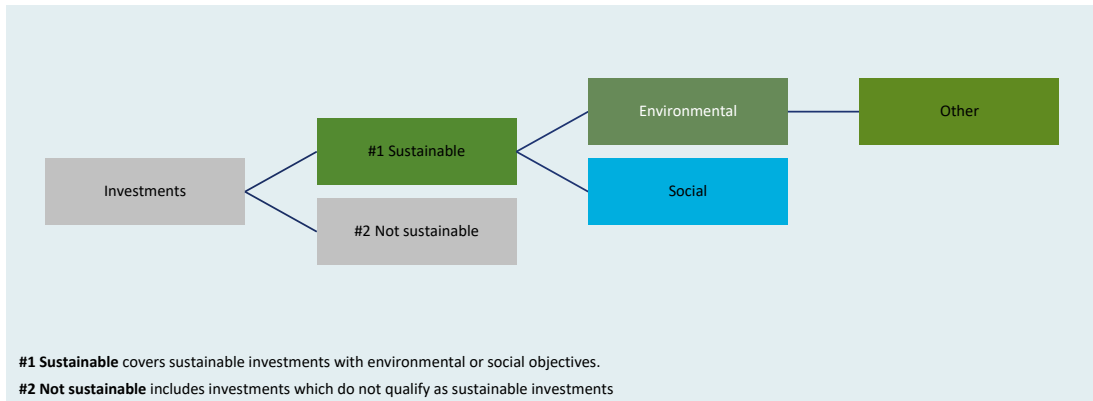 Investments
#1 Sustainable
#2 Not sustainable
Environmental
Social
Other
#1 Sustainable covers sustainable investments with environmental or social objectives.
#2 Not sustainable includes investments which do not qualify as sustainable investments